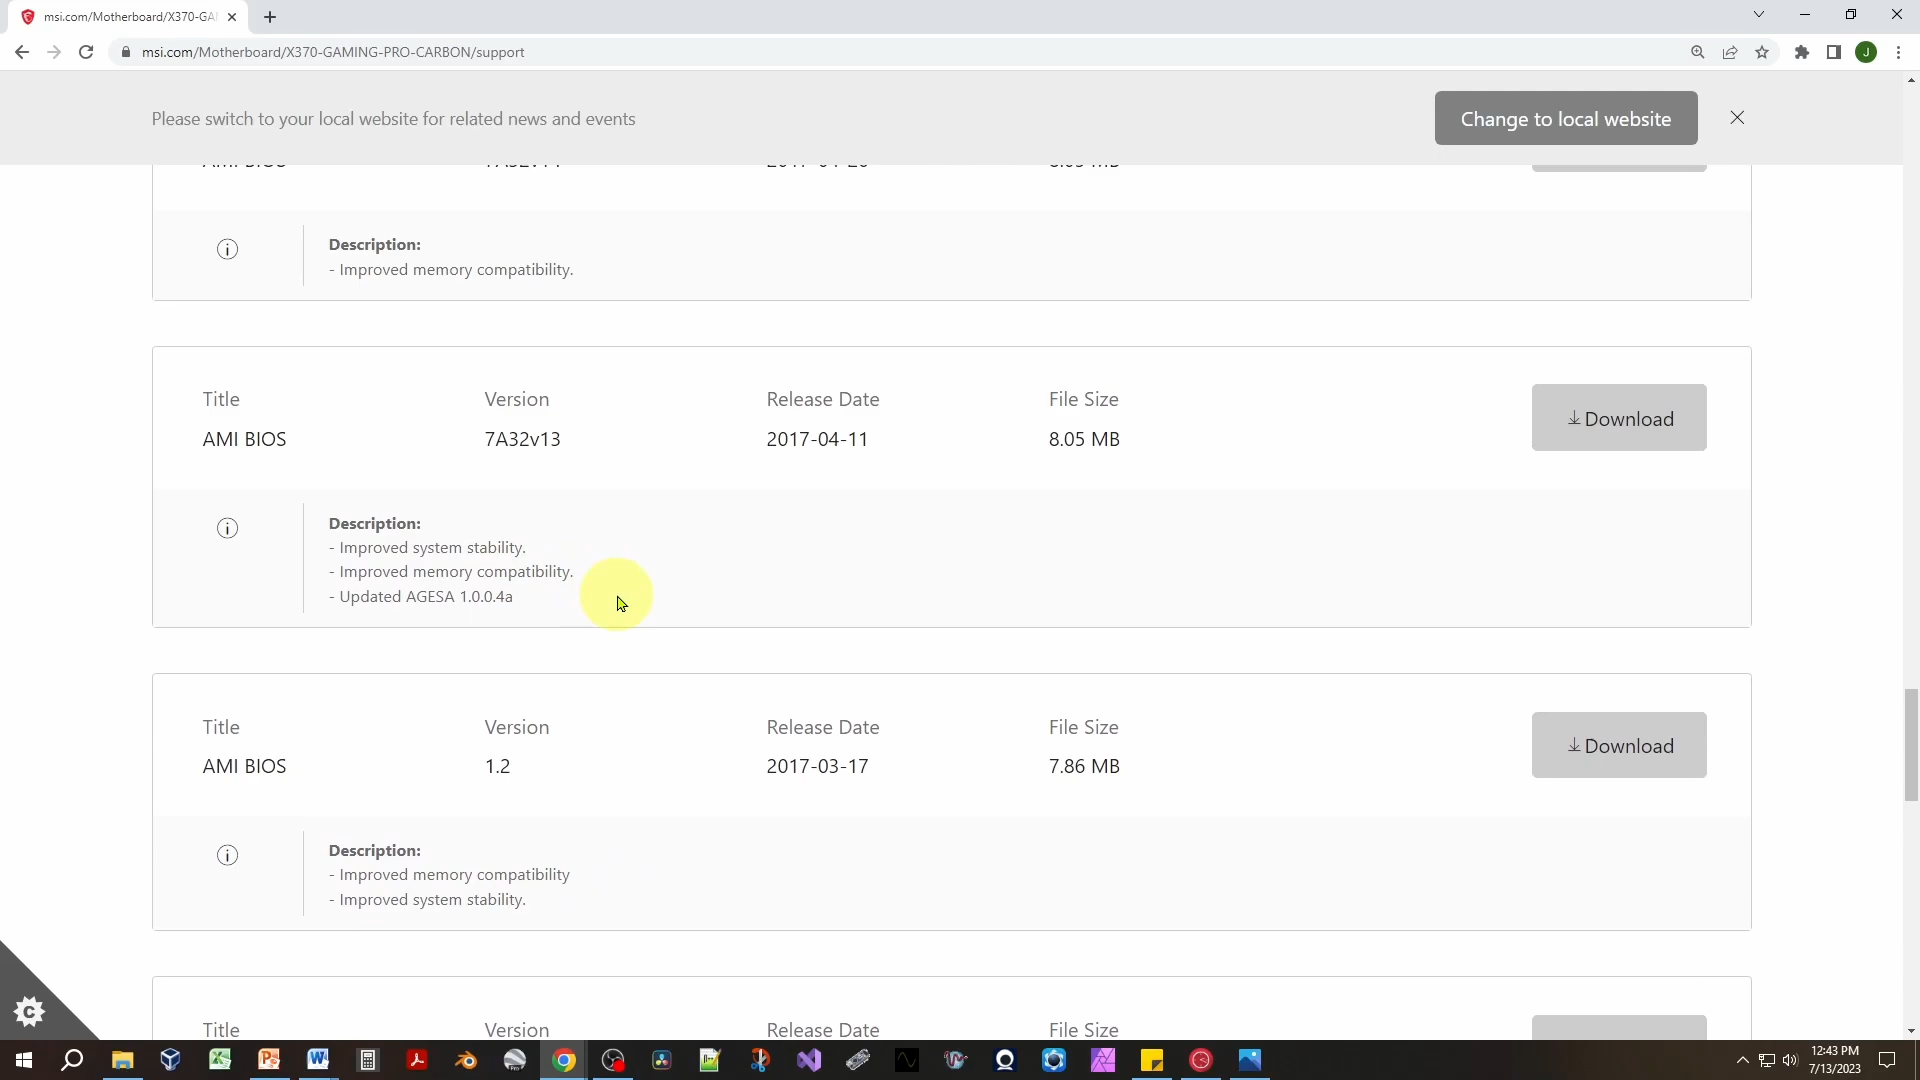 msi.com/Motherboard/X370-GA
msi.com/Motherboard/X370-GAMING-PRO-CARBON/support
J
Please switch to your local website for related news and events
Change to local website
Description:
- Improved memory compatibility.
Title Version Release Date File Size
Download
AMI BIOS 7A32v13 2017-04-11 8.05 MB
Description:
- Improved system stability.
- Improved memory compatibility.
- Updated AGESA 1.0.0.4a
Title Version Release Date File Size
Download
AMI BIOS 1.2 2017-03-17 7.86 MB
Description:
- Improved memory compatibility
- Improved system stability.
Title Version Release Date File Size
12:43 PM
7/13/2023